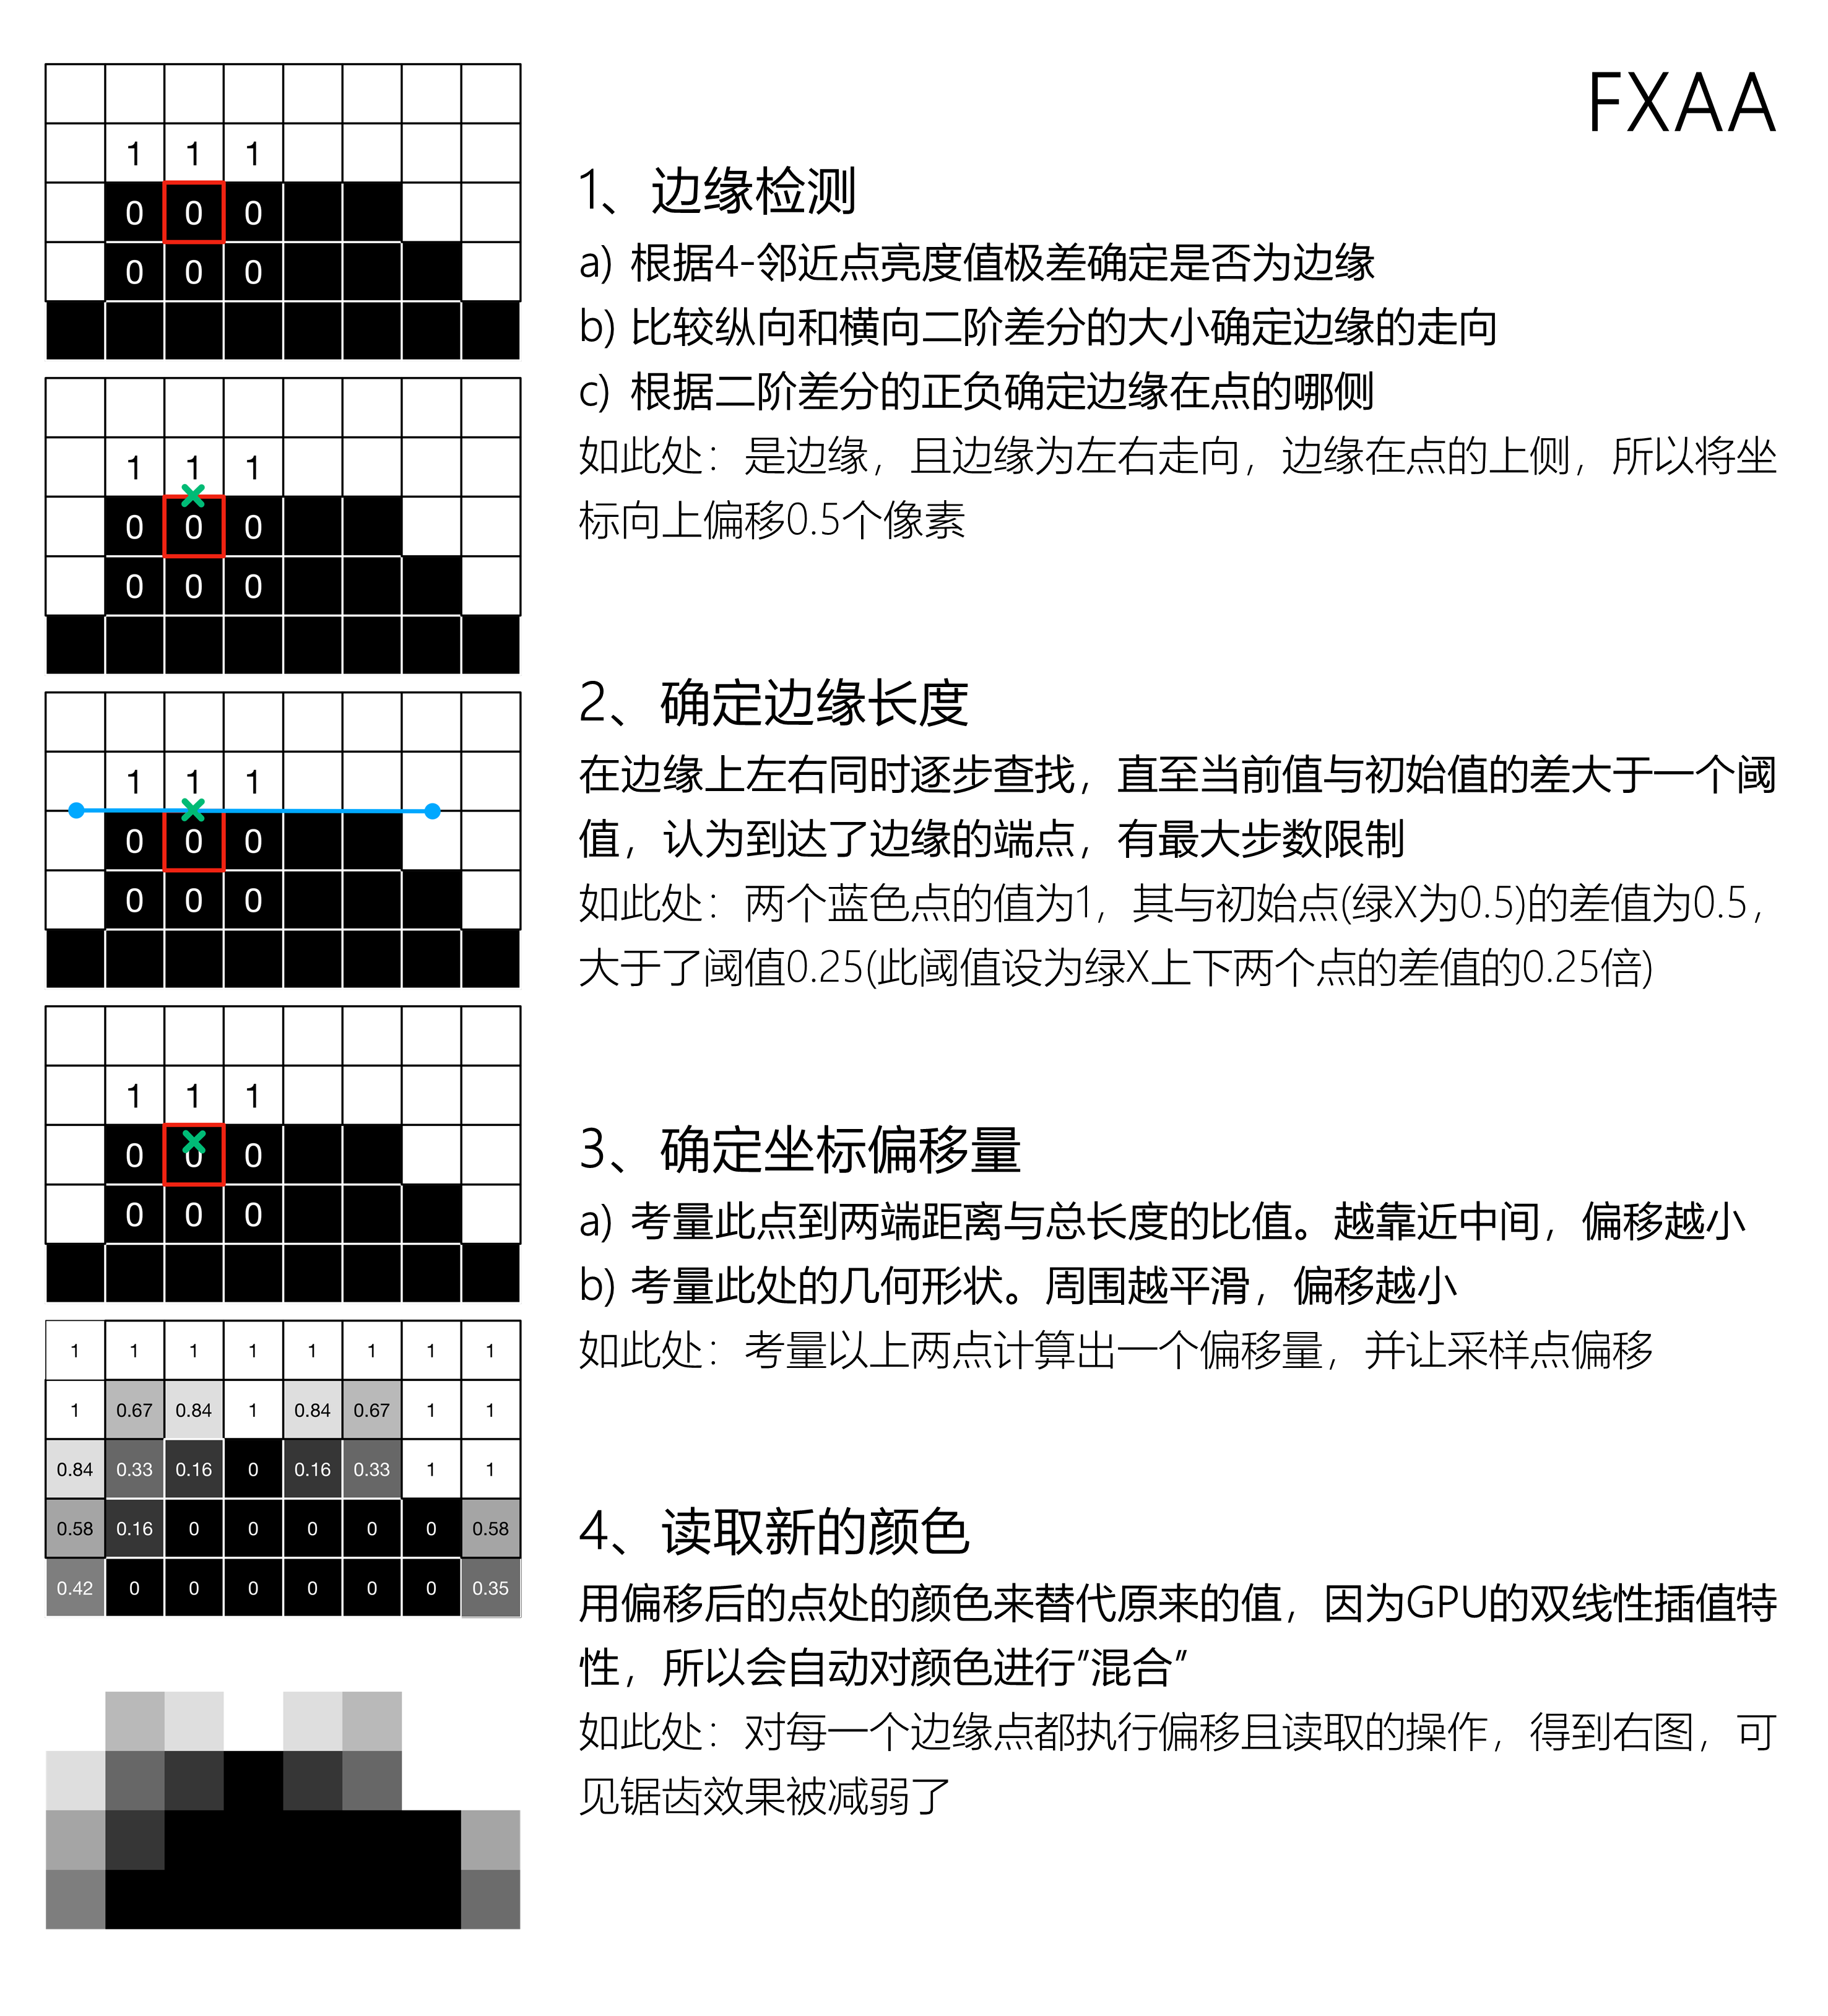 FXAA
1 1 1
0 0 0
0 0 0
1、边缘检测
a) 根据4-邻近点亮度值极差确定是否为边缘
b) 比较纵向和横向二阶差分的大小确定边缘的走向
c) 根据二阶差分的正负确定边缘在点的哪侧
如此处：是边缘，且边缘为左右走向，边缘在点的上侧，所以将坐
标向上偏移0.5个像素
1 1 1
0 0 0
0 0 0
2、确定边缘长度
在边缘上左右同时逐步查找，直至当前值与初始值的差大于一个阈
值，认为到达了边缘的端点，有最大步数限制
如此处：两个蓝色点的值为1，其与初始点(绿X为0.5)的差值为0.5，
大于了阈值0.25(此阈值设为绿X上下两个点的差值的0.25倍)
1 1 1
0 0 0
0 0 0
3、确定坐标偏移量
a) 考量此点到两端距离与总长度的比值。越靠近中间，偏移越小
b) 考量此处的几何形状。周围越平滑，偏移越小
如此处：考量以上两点计算出一个偏移量，并让采样点偏移
1 1 1
0 0 0
0 0 0
4、读取新的颜色
用偏移后的点处的颜色来替代原来的值，因为GPU的双线性插值特
性，所以会自动对颜色进行"混合"
如此处：对每一个边缘点都执行偏移且读取的操作，得到右图，可
见锯齿效果被减弱了
1 1 1 1 1 1 1 1
1 0.67 0.84 1 0.84 0.67 1 1
0.84 0.33 0.16 0 0.16 0.33 1 1
0.58 0.16 0 0 0 0 0 0.58
0.42 0 0 0 0 0 0 0.35